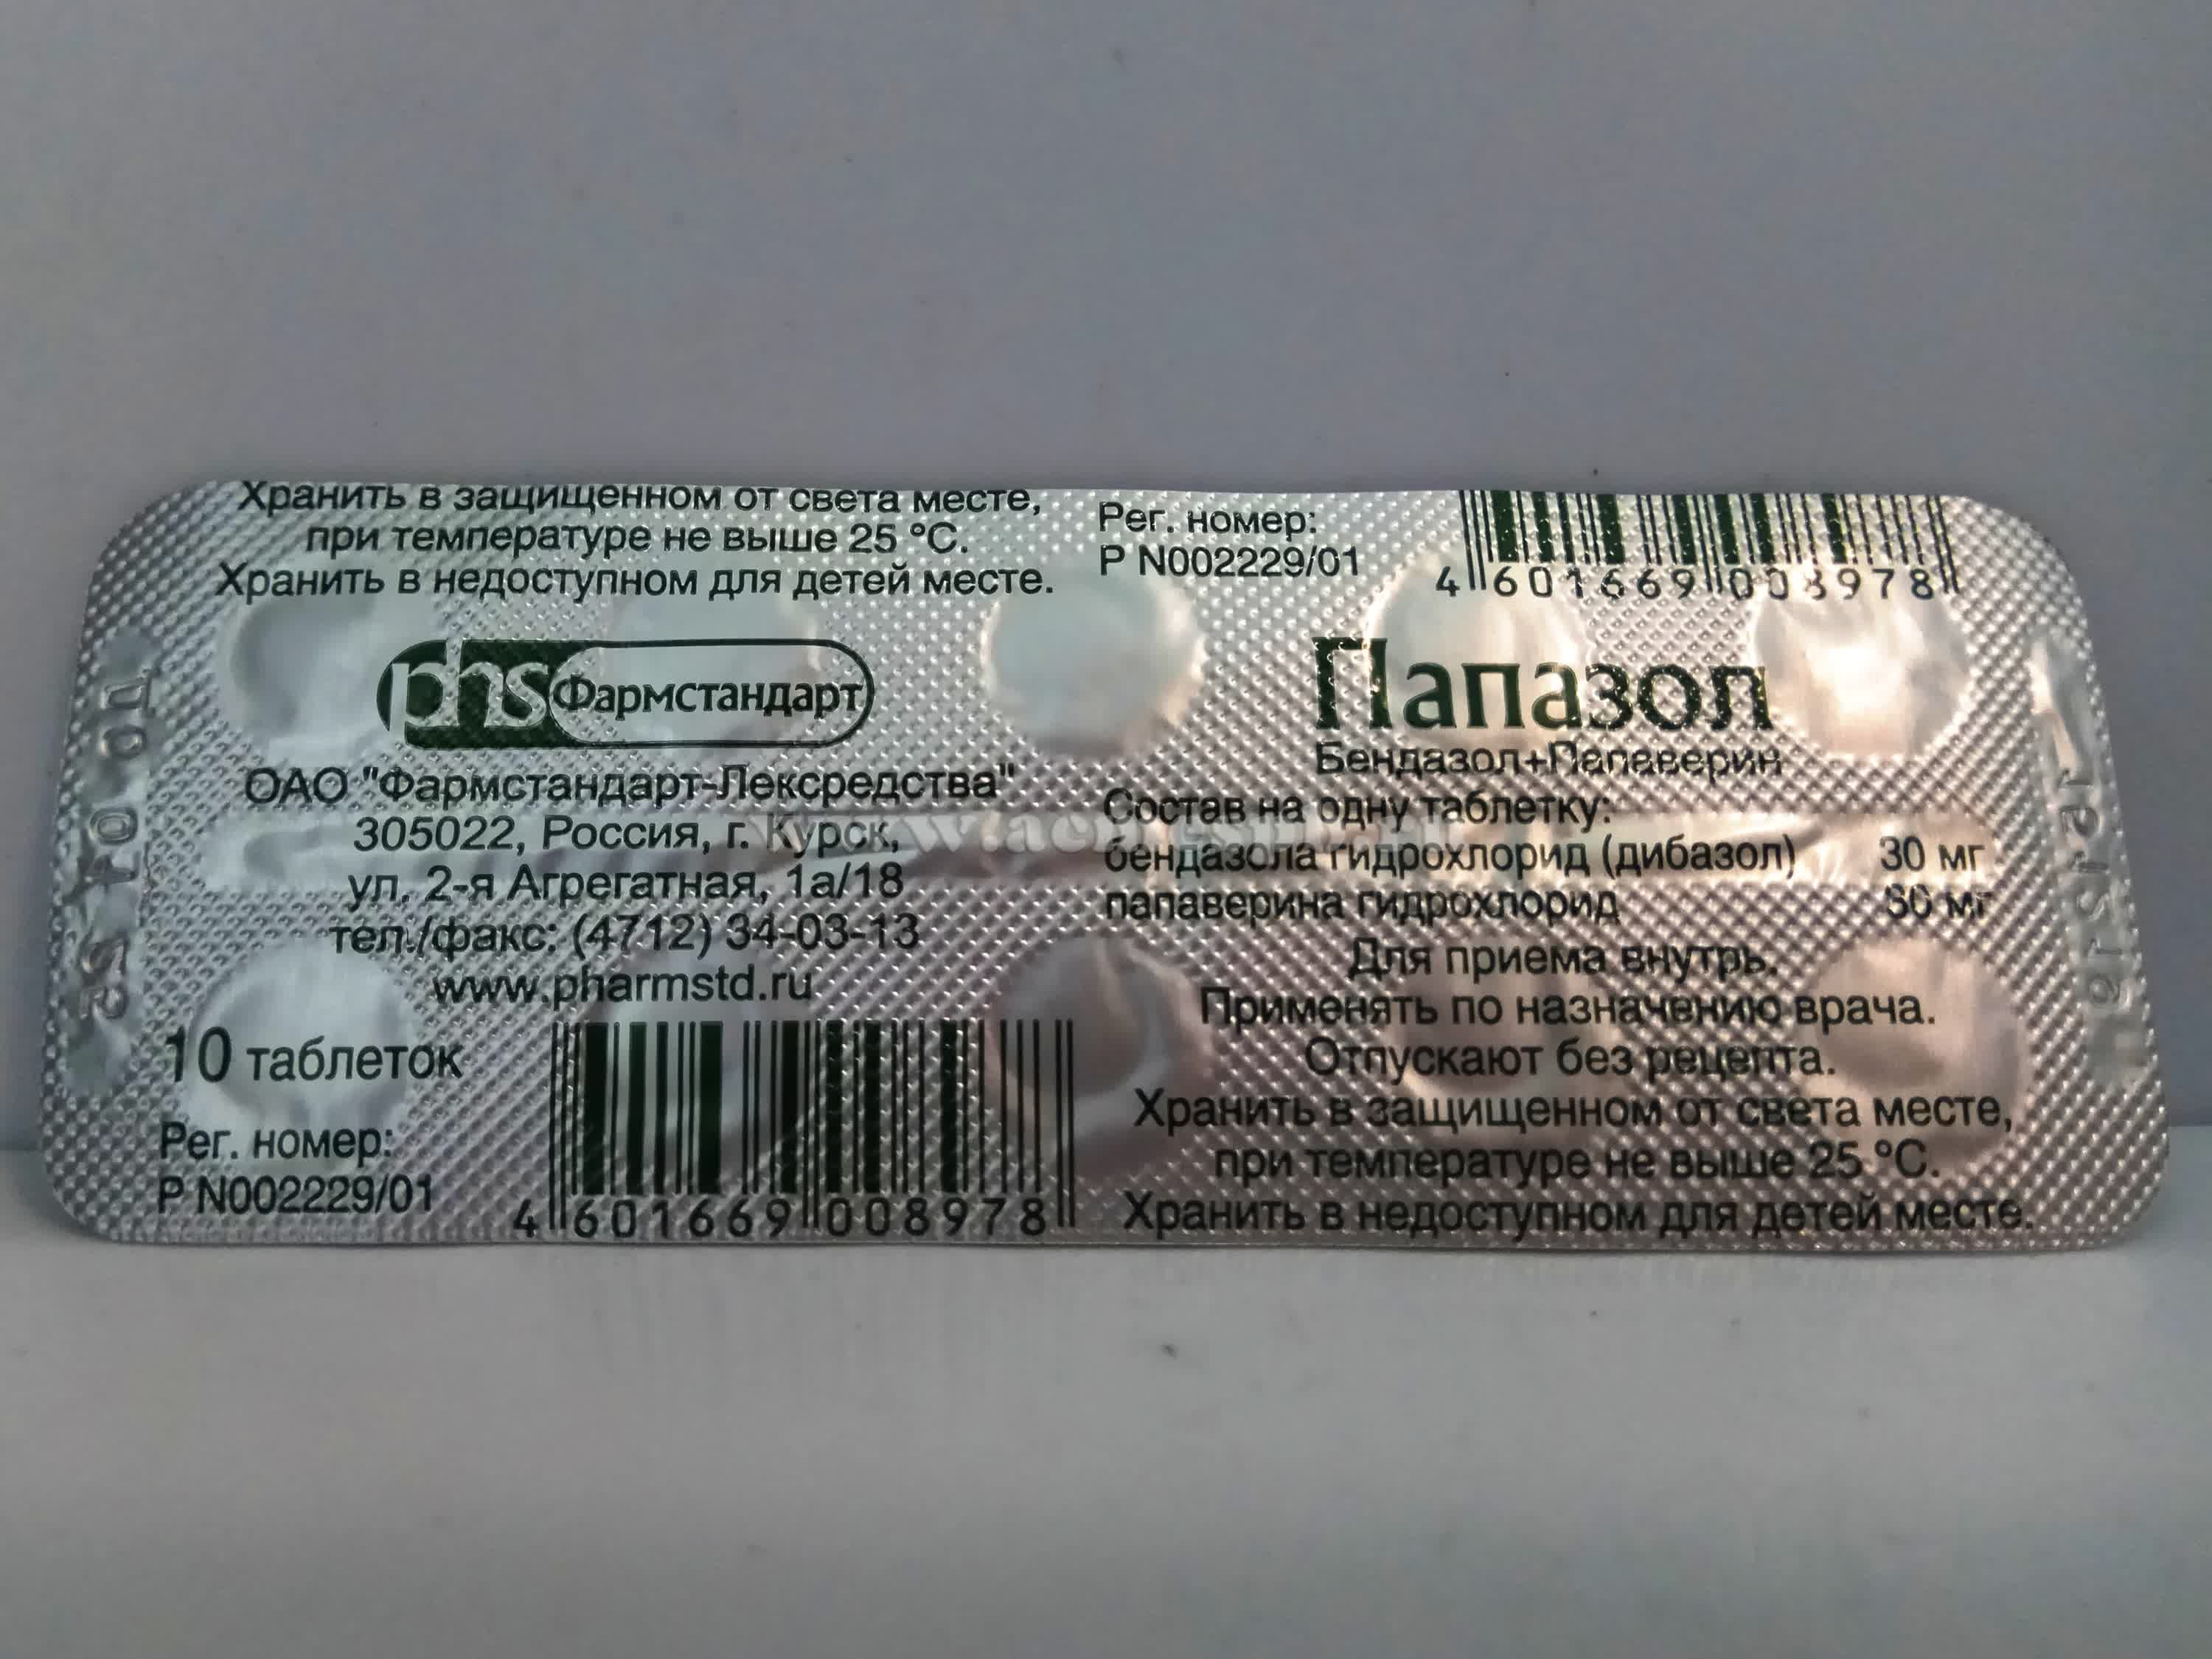 Хранить в защищенном от света месте,
при температуре не выше 25 °С.
Хранить в недоступном для детей месте.
Рег. номер:
Р N002229/01
4 601669 008978
phs Фармстандарт
ОАО "Фармстандарт-Лексредства"
305022, Россия, г. Курск,
ул. 2-я Агрегатная, 1а/18
тел./факс: (4712) 34-03-13
www.pharmstd.ru
10 таблеток
Рег. номер:
Р N002229/01
4 601669 008978
Папазол
Бендазол+Папаверин
Состав на одну таблетку:
бендазола гидрохлорид (дибазол) 30 мг
папаверина гидрохлорид 30 мг
Для приема внутрь.
Применять по назначению врача.
Отпускают без рецепта.
Хранить в защищенном от света месте,
при температуре не выше 25 °С.
Хранить в недоступном для детей месте.